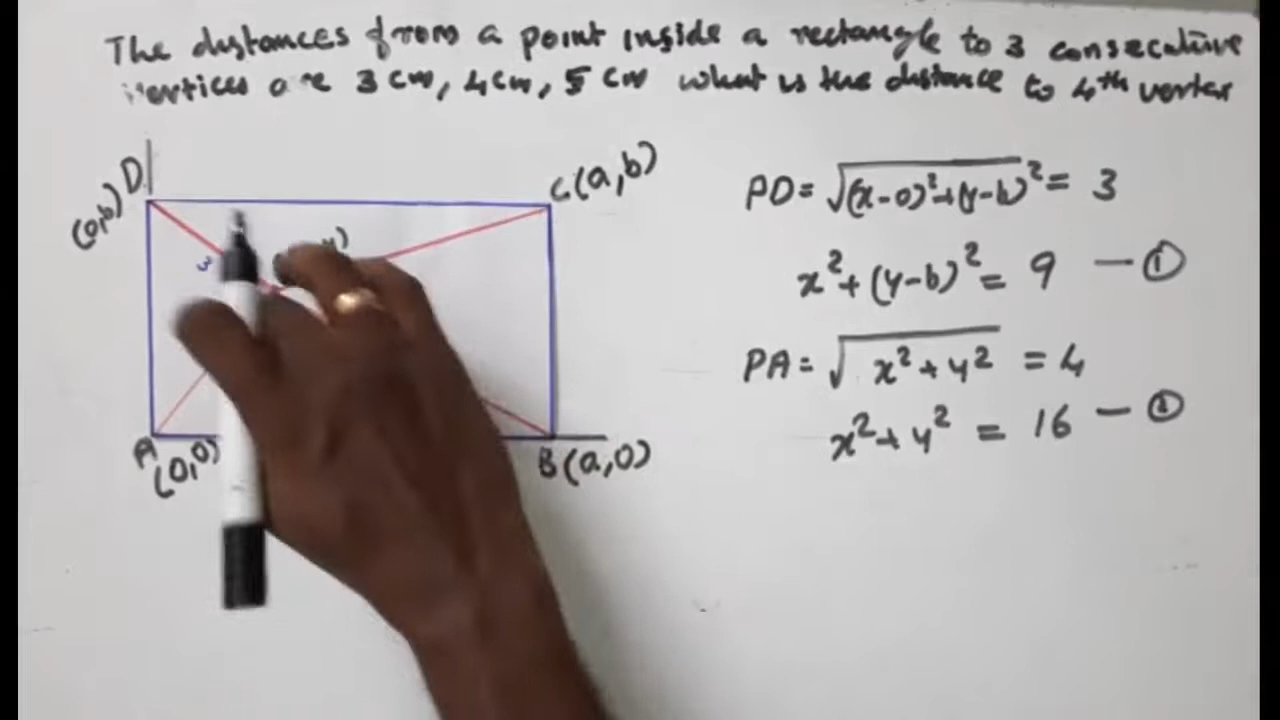 The distances from a point inside a rectangle to 3 consecutive
vertices are 3 cm, 4 cm, 5 cm what is the distance to 4th vertex
D
(0,b)
C(a,b)
3
A
(0,0)
B(a,0)
PD = √(x-0)²+(y-b)² = 3
x²+(y-b)² = 9 — ①
PA = √x²+y² = 4
x²+y² = 16 — ②